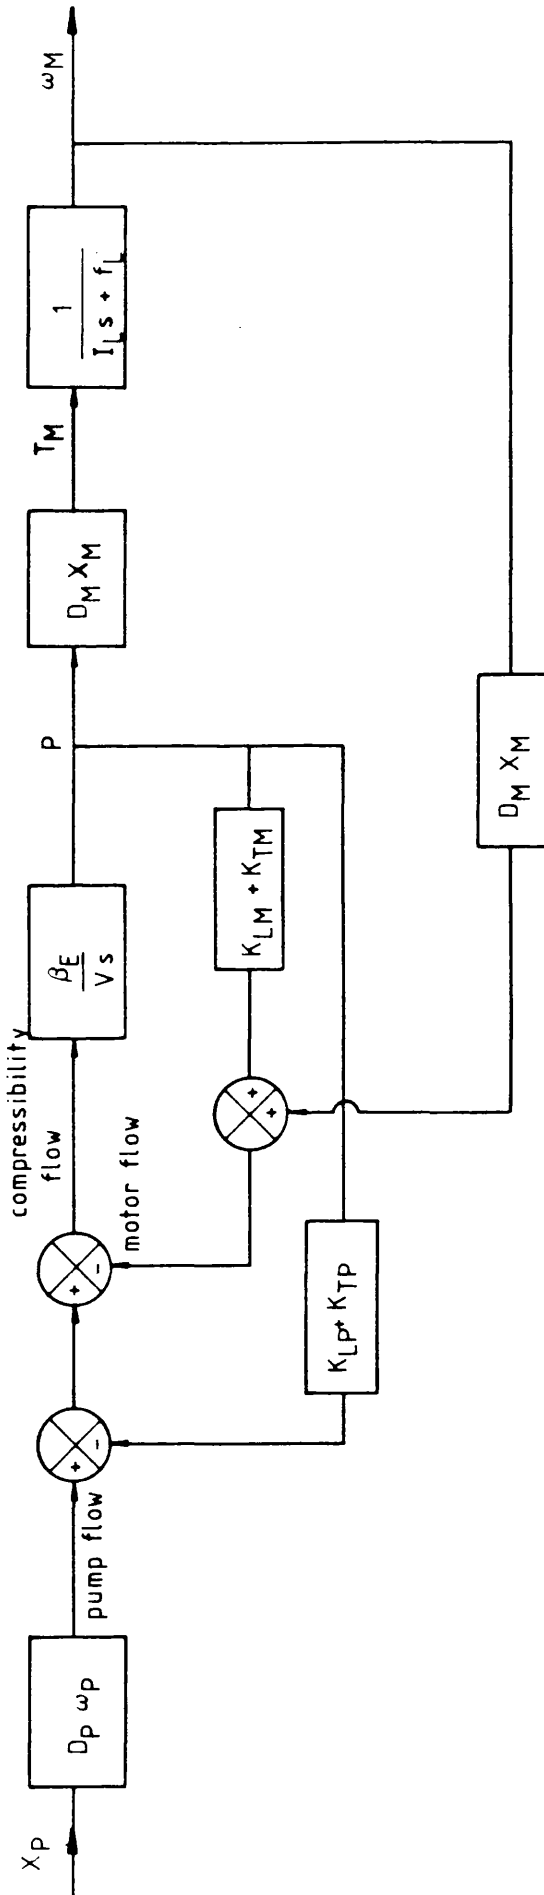 X_P
D_P ω_P
pump flow
+
-
+
-
compressibility
flow
motor flow
β_E
V s
P
D_M X_M
T_M
1
I_L s + f_L
ω_M
K_LM + K_TM
+
+
K_LP + K_TP
D_M X_M